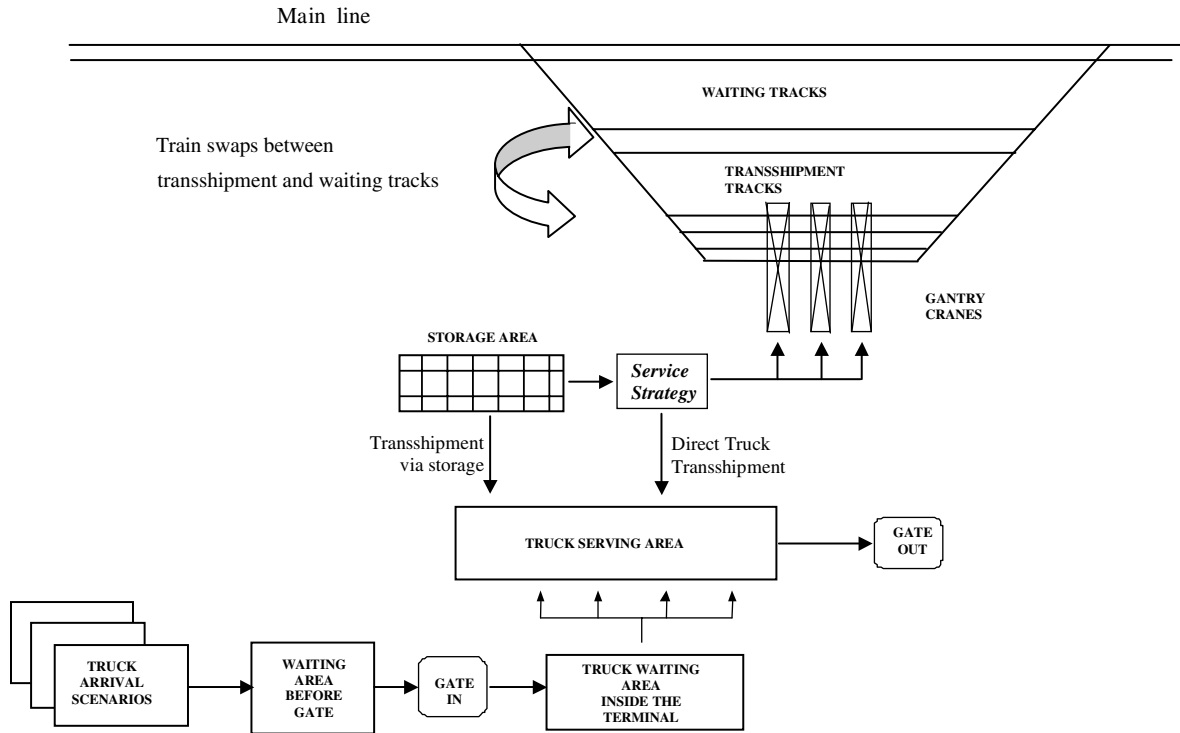 Main line
WAITING TRACKS
Train swaps between
transshipment and waiting tracks
TRANSSHIPMENT
TRACKS
GANTRY
CRANES
STORAGE AREA
Service
Strategy
Transshipment
via storage
Direct Truck
Transshipment
TRUCK SERVING AREA
GATE
OUT
TRUCK
ARRIVAL
SCENARIOS
WAITING
AREA
BEFORE
GATE
GATE
IN
TRUCK WAITING
AREA
INSIDE THE
TERMINAL